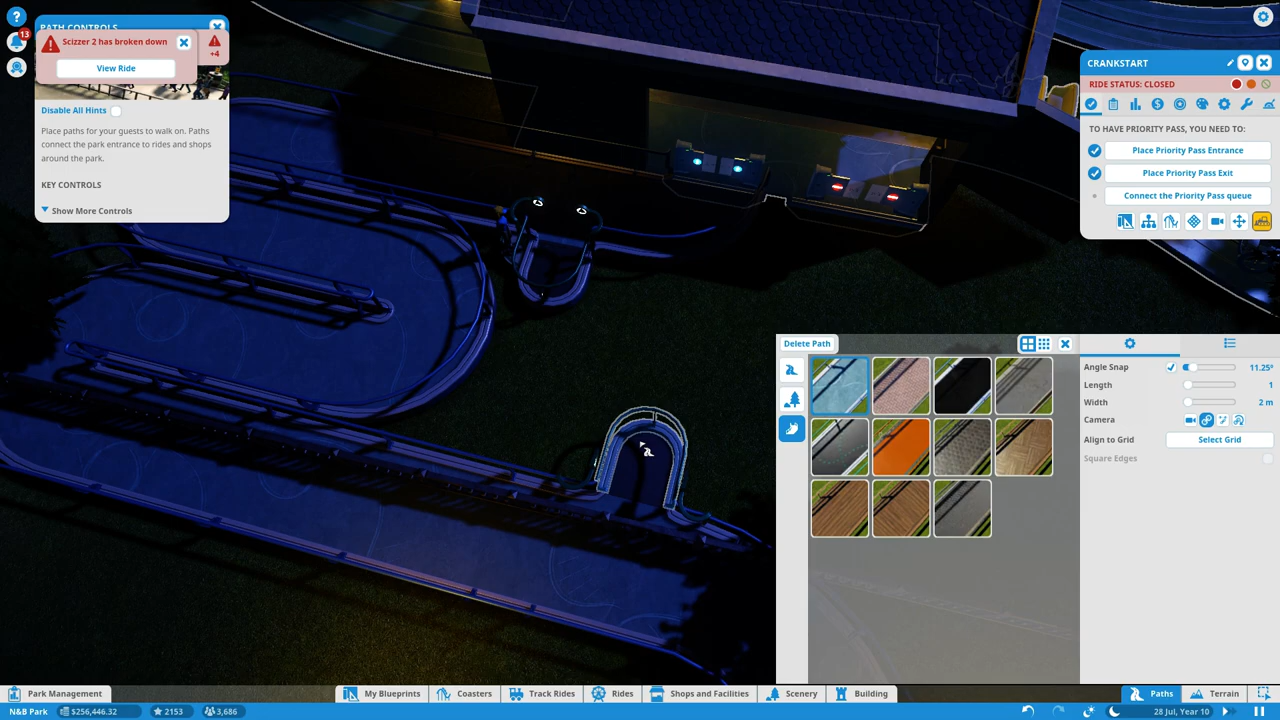 PATH CONTROLS
13
Scizzer 2 has broken down
+4
View Ride
Disable All Hints
Place paths for your guests to walk on. Paths
connect the park entrance to rides and shops
around the park.
KEY CONTROLS
Show More Controls
CRANKSTART
RIDE STATUS: CLOSED
TO HAVE PRIORITY PASS, YOU NEED TO:
Place Priority Pass Entrance
Place Priority Pass Exit
Connect the Priority Pass queue
Delete Path
Angle Snap
11.25°
Length
1
Width
2 m
Camera
Align to Grid
Select Grid
Square Edges
Park Management
My Blueprints
Coasters
Track Rides
Rides
Shops and Facilities
Scenery
Building
Paths
Terrain
N&B Park
$256,446.32
2153
3,686
28 Jul, Year 10